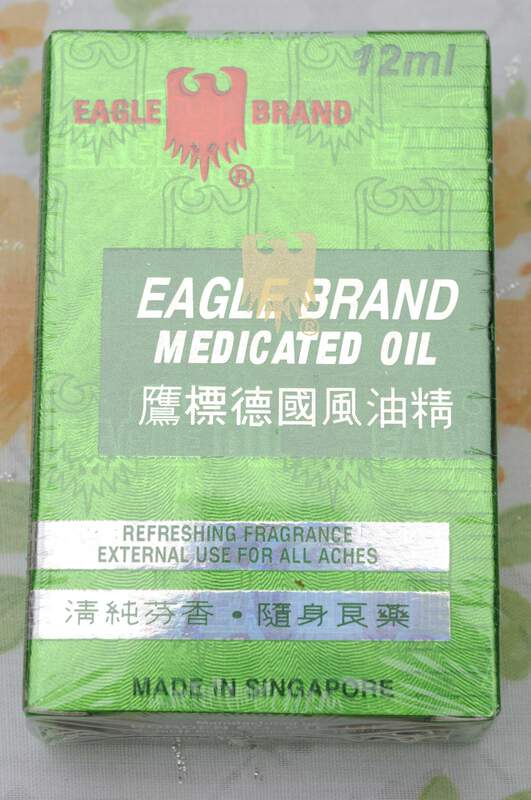 12ml
EAGLE BRAND
®
EAGLE BRAND
®
MEDICATED OIL
鷹標德國風油精
REFRESHING FRAGRANCE
EXTERNAL USE FOR ALL ACHES
清純芬香・隨身良藥
MADE IN SINGAPORE